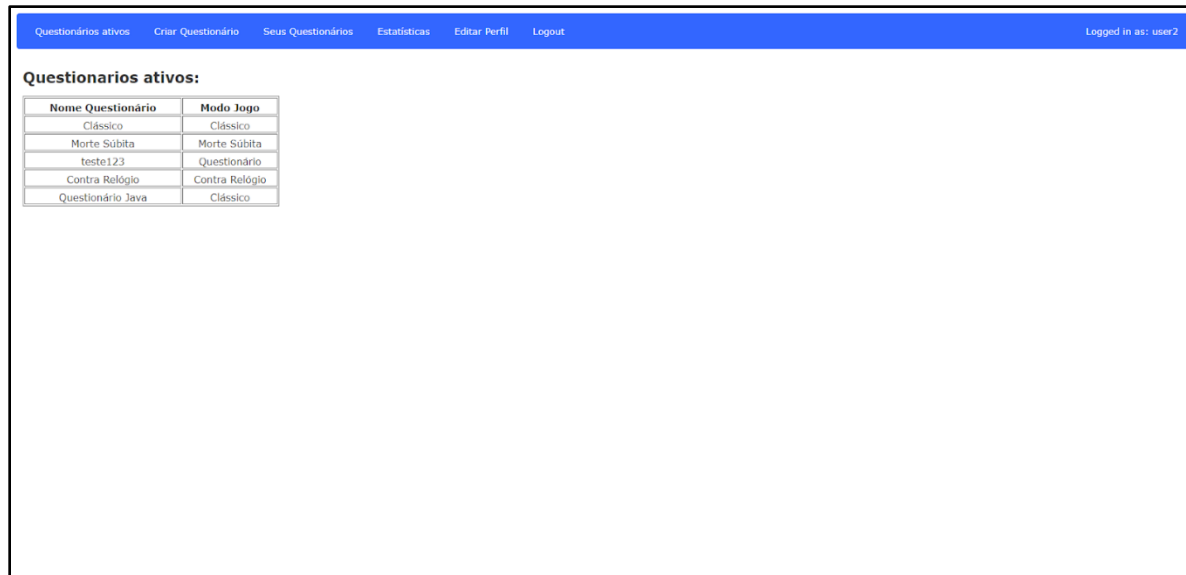 Questionários ativos Criar Questionário Seus Questionários Estatísticas Editar Perfil Logout Logged in as: user2
Questionarios ativos:
Nome Questionário Modo Jogo
Clássico Clássico
Morte Súbita Morte Súbita
teste123 Questionário
Contra Relógio Contra Relógio
Questionário Java Clássico